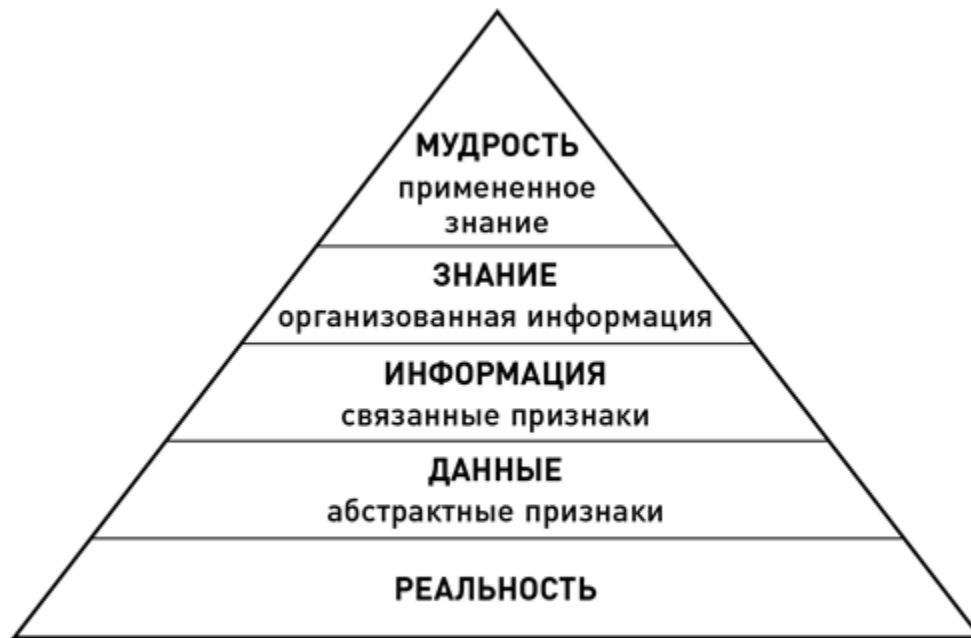 МУДРОСТЬ
примененное
знание
ЗНАНИЕ
организованная информация
ИНФОРМАЦИЯ
связанные признаки
ДАННЫЕ
абстрактные признаки
РЕАЛЬНОСТЬ